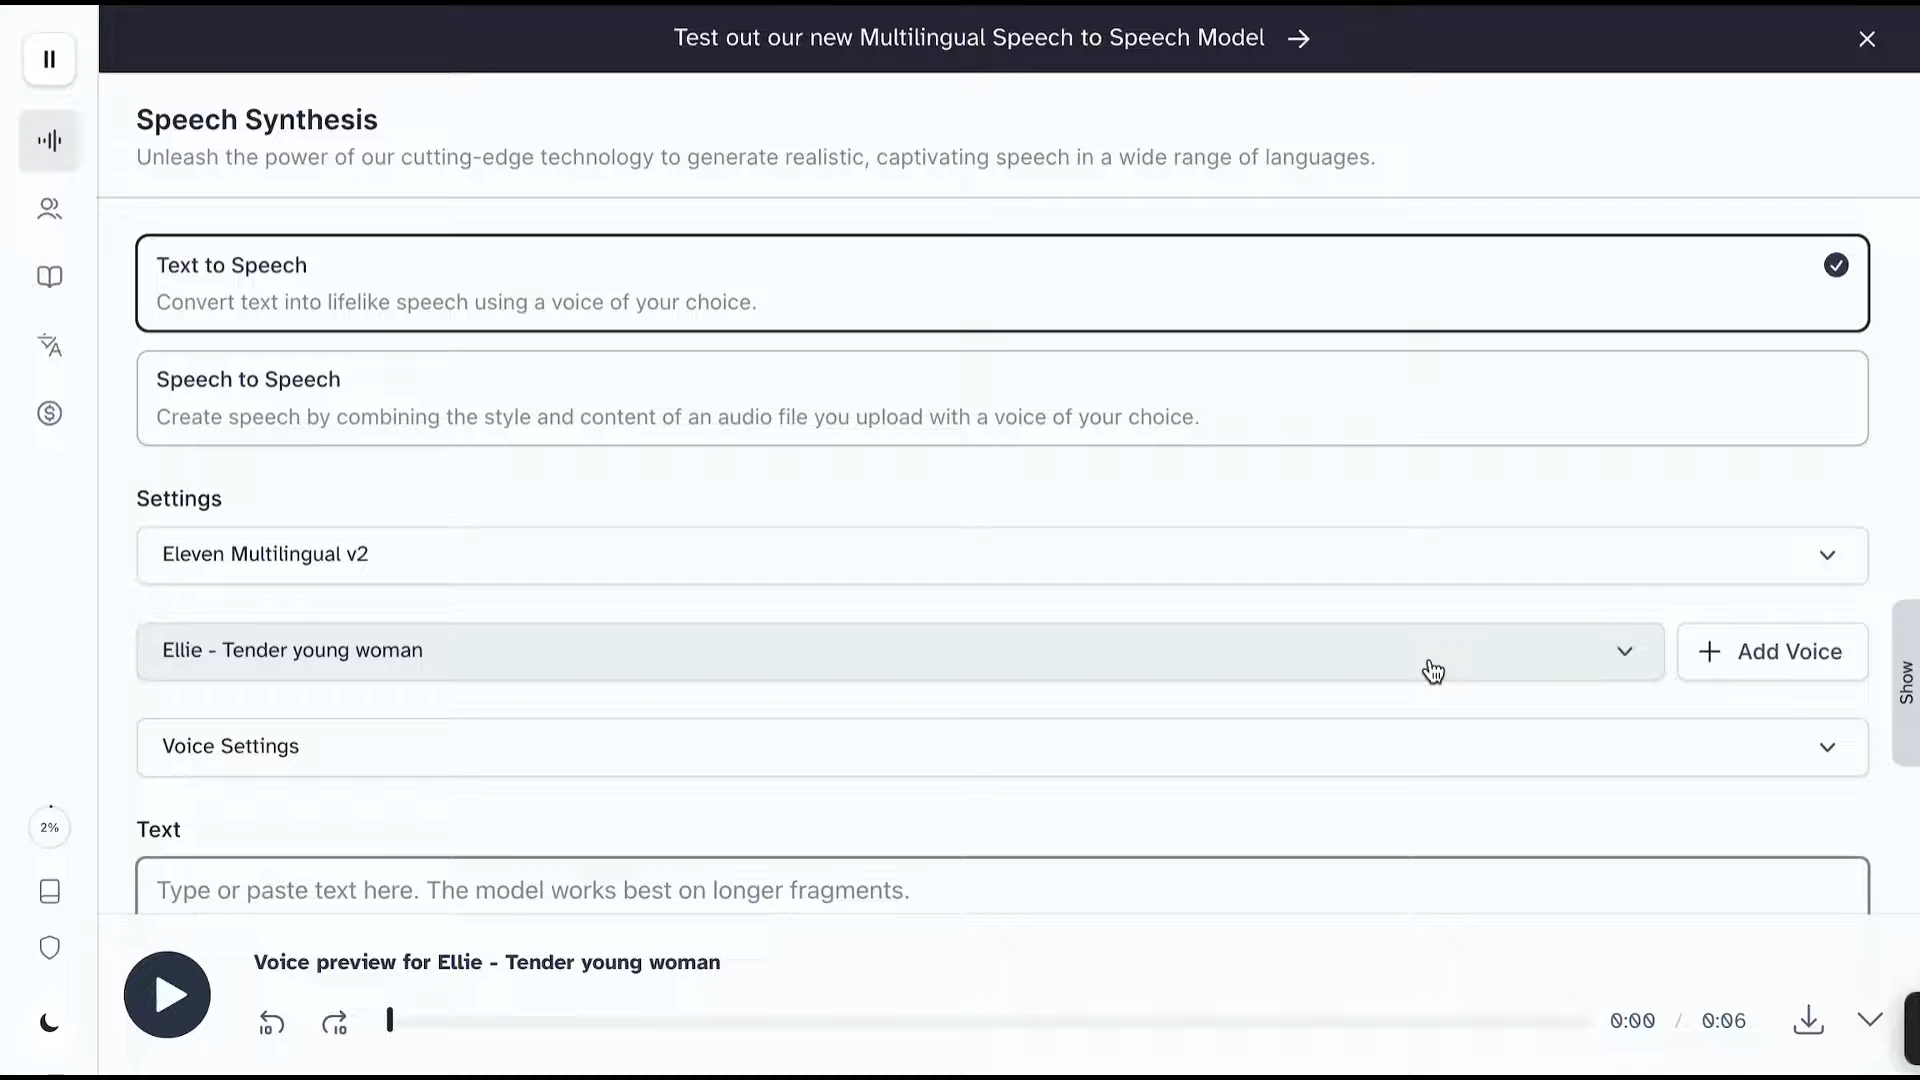 Test out our new Multilingual Speech to Speech Model →
Speech Synthesis
Unleash the power of our cutting-edge technology to generate realistic, captivating speech in a wide range of languages.
Text to Speech
Convert text into lifelike speech using a voice of your choice.
Speech to Speech
Create speech by combining the style and content of an audio file you upload with a voice of your choice.
Settings
Eleven Multilingual v2
Ellie - Tender young woman
+ Add Voice
Show
Voice Settings
2%
Text
Type or paste text here. The model works best on longer fragments.
Voice preview for Ellie - Tender young woman
10 10 0:00 / 0:06